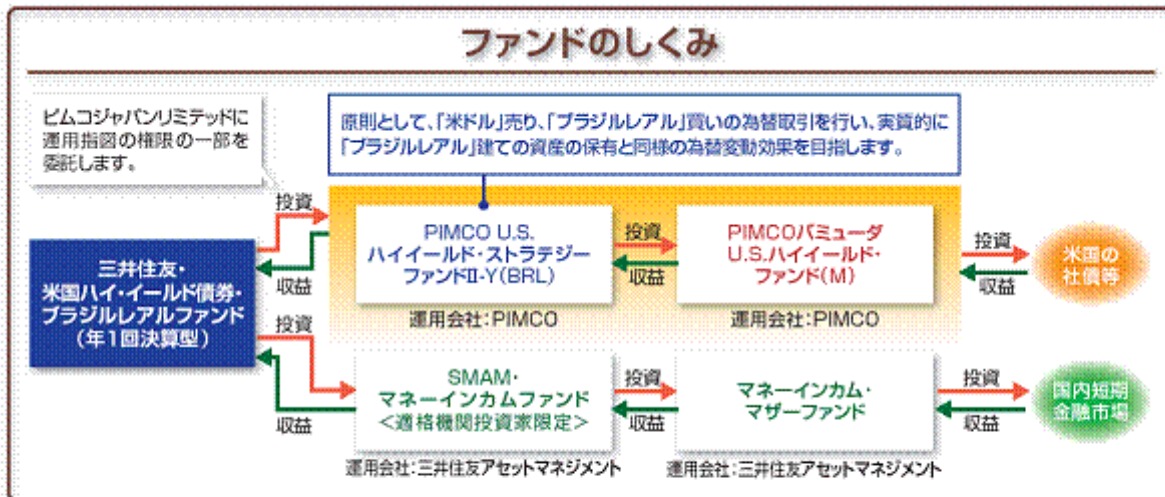 ファンドのしくみ
ピムコジャパンリミテッドに
運用指図の権限の一部を
委託します。
原則として、「米ドル」売り、「ブラジルレアル」買いの為替取引を行い、実質的に
「ブラジルレアル」建ての資産の保有と同様の為替変動効果を目指します。
三井住友・
米国ハイ・イールド債券・
ブラジルレアルファンド
(年1回決算型)
投資
収益
PIMCO U.S.
ハイイールド・ストラテジー
ファンドII-Y(BRL)
運用会社:PIMCO
投資
収益
PIMCOバミューダ
U.S.ハイイールド・
ファンド(M)
運用会社:PIMCO
投資
収益
米国の
社債等
投資
収益
SMAM・
マネーインカムファンド
<適格機関投資家限定>
運用会社:三井住友アセットマネジメント
投資
収益
マネーインカム・
マザーファンド
運用会社:三井住友アセットマネジメント
投資
収益
国内短期
金融市場